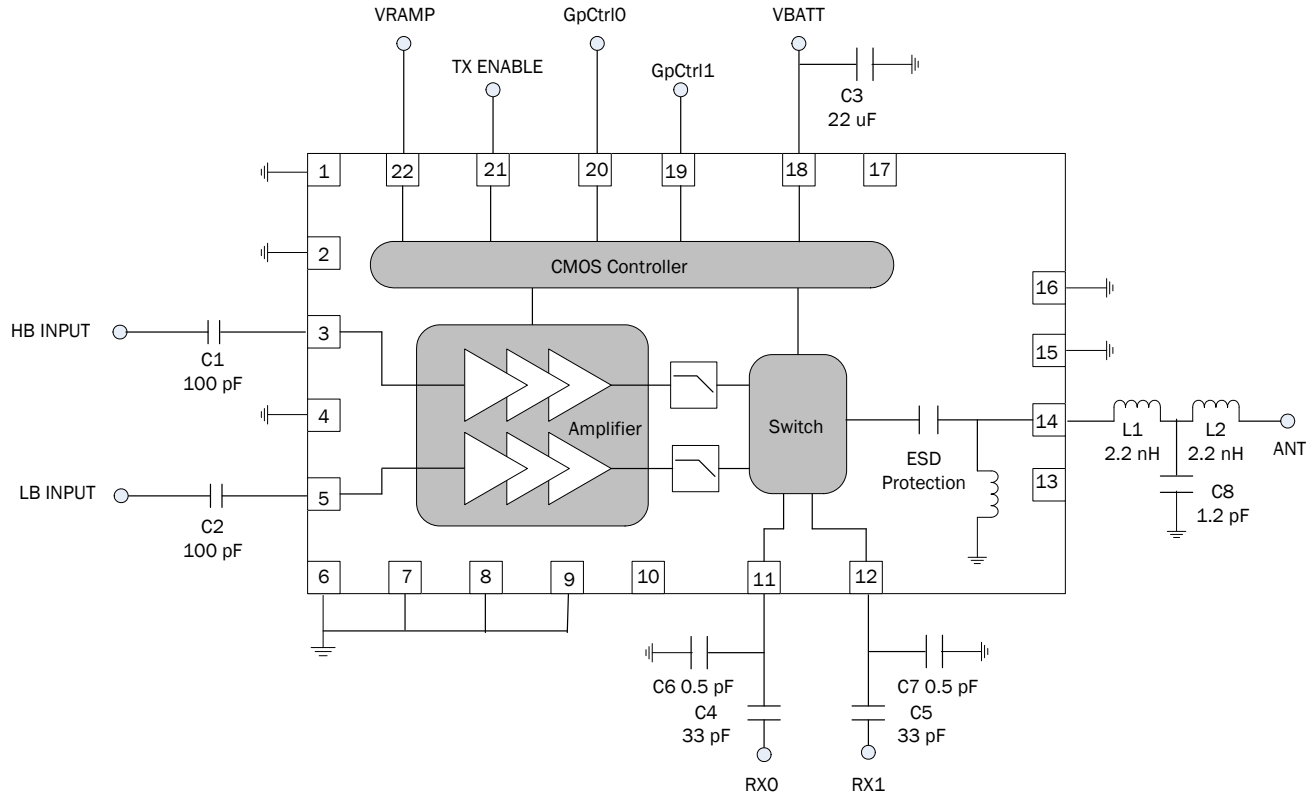 VRAMP
GpCtrl0
VBATT
TX ENABLE
GpCtrl1
C3
22 uF
1
22
21
20
19
18
17
2
CMOS Controller
16
HB INPUT
3
C1
100 pF
15
4
Amplifier
Switch
14
L1
2.2 nH
L2
2.2 nH
ANT
ESD
Protection
13
C8
1.2 pF
LB INPUT
5
C2
100 pF
6
7
8
9
10
11
12
C6 0.5 pF
C7 0.5 pF
C4
33 pF
C5
33 pF
RX0
RX1